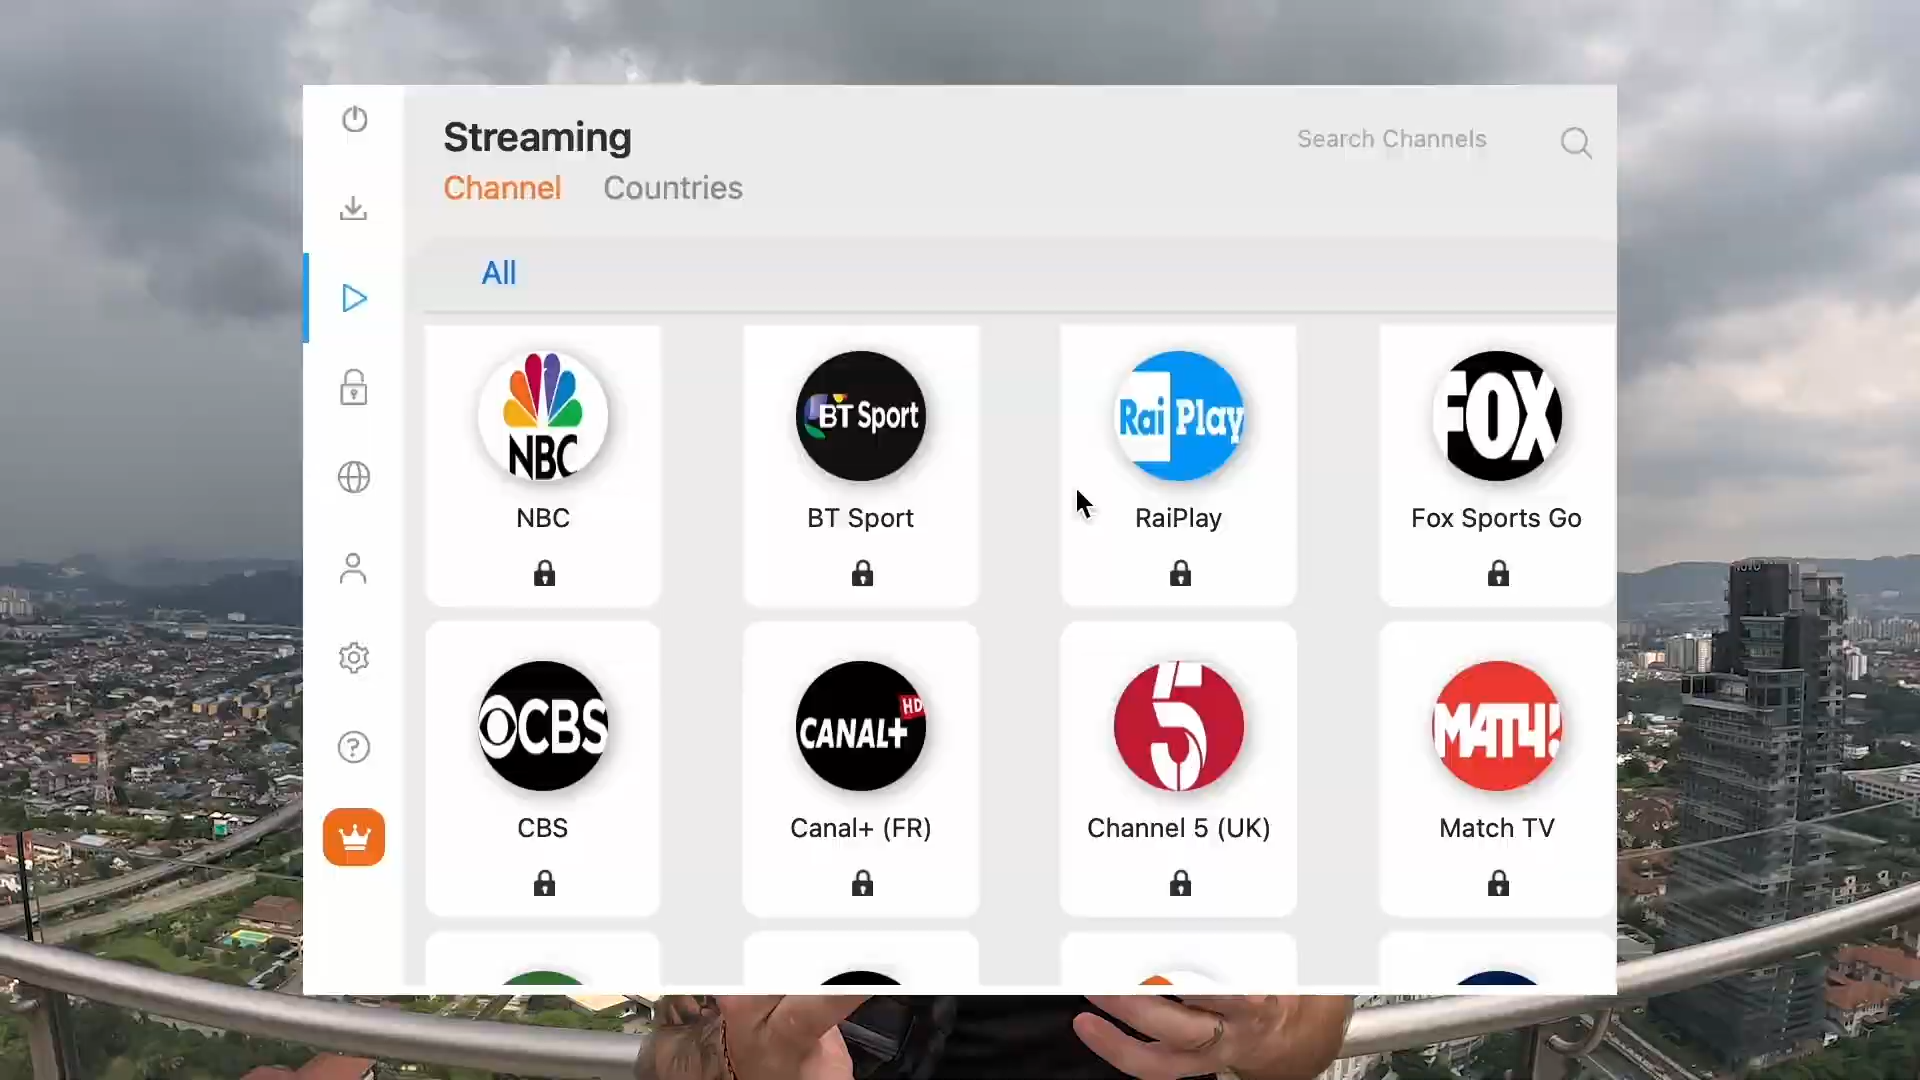 Streaming
Search Channels
Channel Countries
All
NBC
BT Sport
Rai Play
FOX
NBC
BT Sport
RaiPlay
Fox Sports Go
CBS
CANAL+ HD
5
МАТЧ!
CBS
Canal+ (FR)
Channel 5 (UK)
Match TV